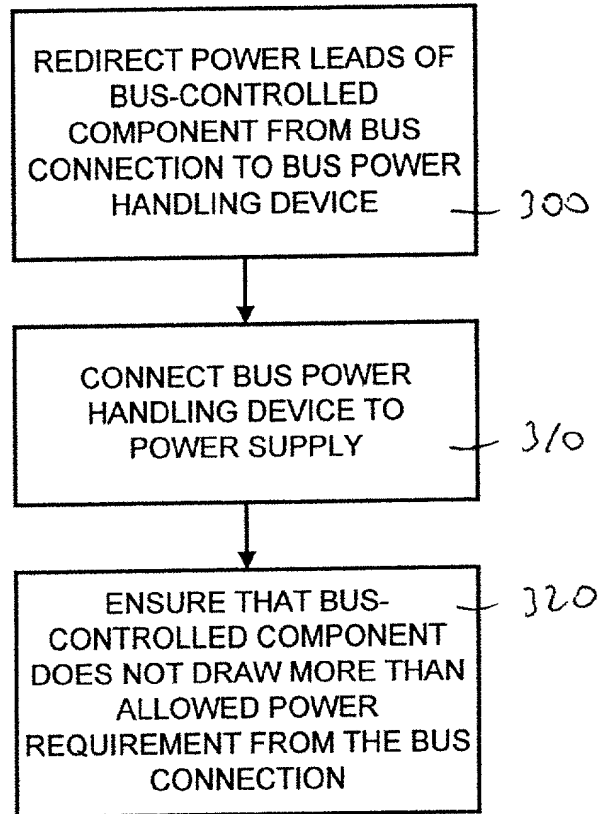 REDIRECT POWER LEADS OF
BUS-CONTROLLED
COMPONENT FROM BUS
CONNECTION TO BUS POWER
HANDLING DEVICE
300
CONNECT BUS POWER
HANDLING DEVICE TO
POWER SUPPLY
310
ENSURE THAT BUS-
320
CONTROLLED COMPONENT
DOES NOT DRAW MORE THAN
ALLOWED POWER
REQUIREMENT FROM THE BUS
CONNECTION